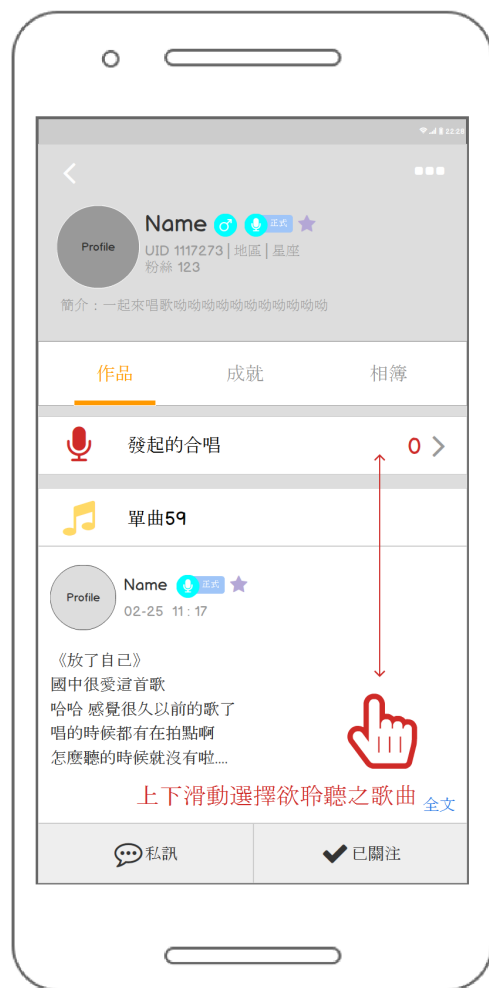 22:28
Profile
Name 正式
UID 1117273 | 地區 | 星座
粉絲 123
簡介：一起來唱歌呦呦呦呦呦呦呦呦呦呦呦
作品 成就 相簿
發起的合唱 0
單曲59
Profile
Name 正式
02-25 11:17
《放了自己》
國中很愛這首歌
哈哈 感覺很久以前的歌了
唱的時候都有在拍點啊
怎麼聽的時候就沒有啦....
上下滑動選擇欲聆聽之歌曲
全文
私訊 已關注